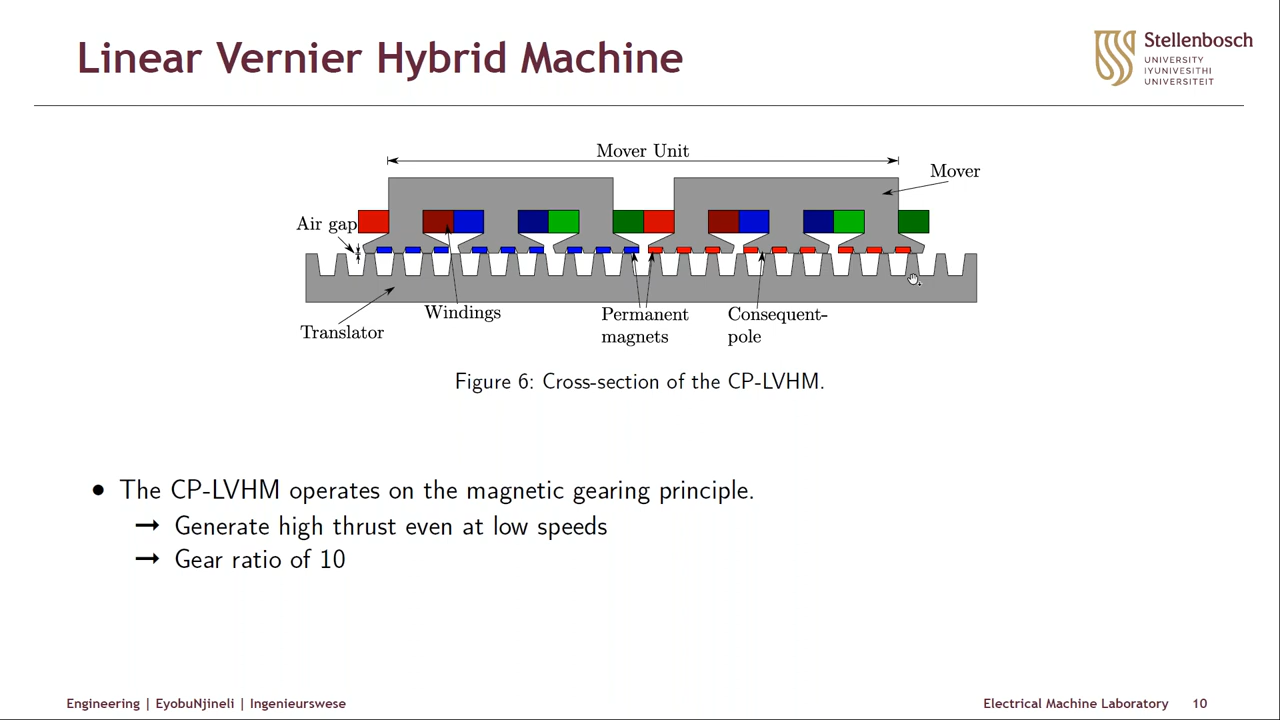 Linear Vernier Hybrid Machine
Stellenbosch
UNIVERSITY
IYUNIVESITHI
UNIVERSITEIT
Mover Unit
Mover
Air gap
Windings
Permanent
magnets
Consequent-
pole
Translator
Figure 6: Cross-section of the CP-LVHM.
• The CP-LVHM operates on the magnetic gearing principle.
→ Generate high thrust even at low speeds
→ Gear ratio of 10
Engineering | EyobuNjineli | Ingenieurswese
Electrical Machine Laboratory 10